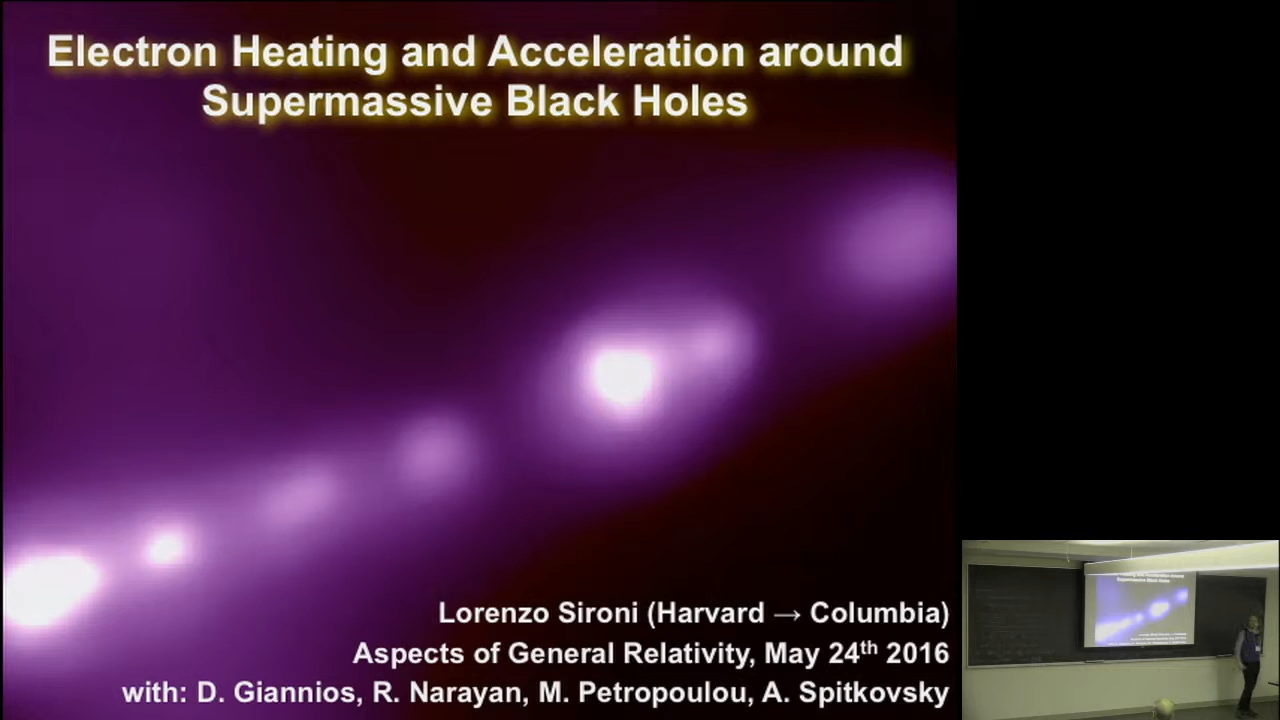 Electron Heating and Acceleration around
Supermassive Black Holes
Lorenzo Sironi (Harvard → Columbia)
Aspects of General Relativity, May 24th 2016
with: D. Giannios, R. Narayan, M. Petropoulou, A. Spitkovsky